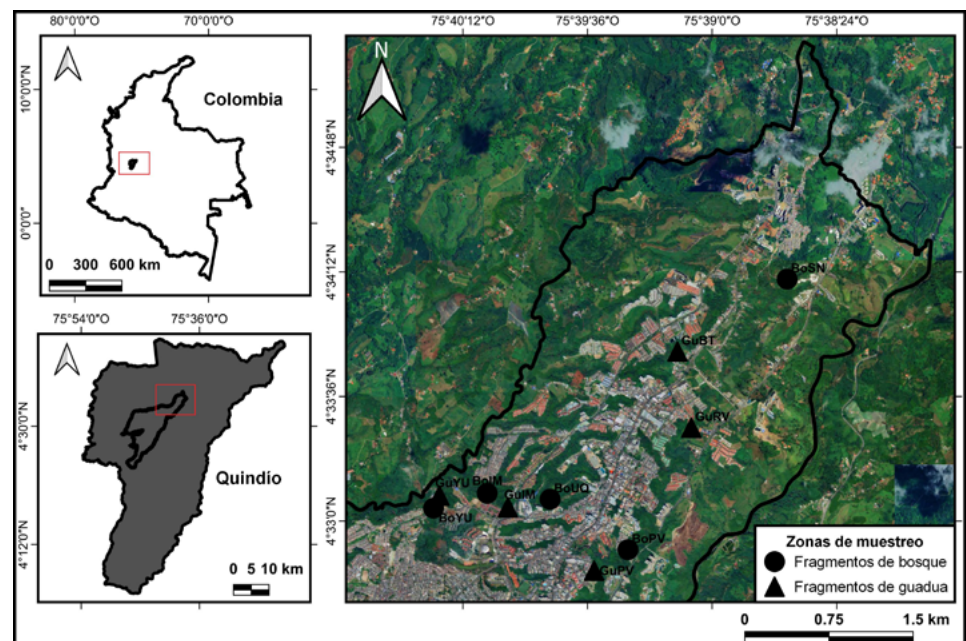 80°0'0"O 70°0'0"O
10°0'0"N
0°0'0"
Colombia
0 300 600 km
75°54'0"O 75°36'0"O
4°30'0"N
4°12'0"N
Quindío
0 5 10 km
75°40'12"O 75°39'36"O 75°39'0"O 75°38'24"O
N
4°34'48"N
4°34'12"N
4°33'36"N
4°33'0"N
BoSN
GuBT
GuRV
GuYU
BoIM
BoYU
GuIM
BoUQ
BoPV
GuPV
Zonas de muestreo
Fragmentos de bosque
Fragmentos de guadua
0 0.75 1.5 km